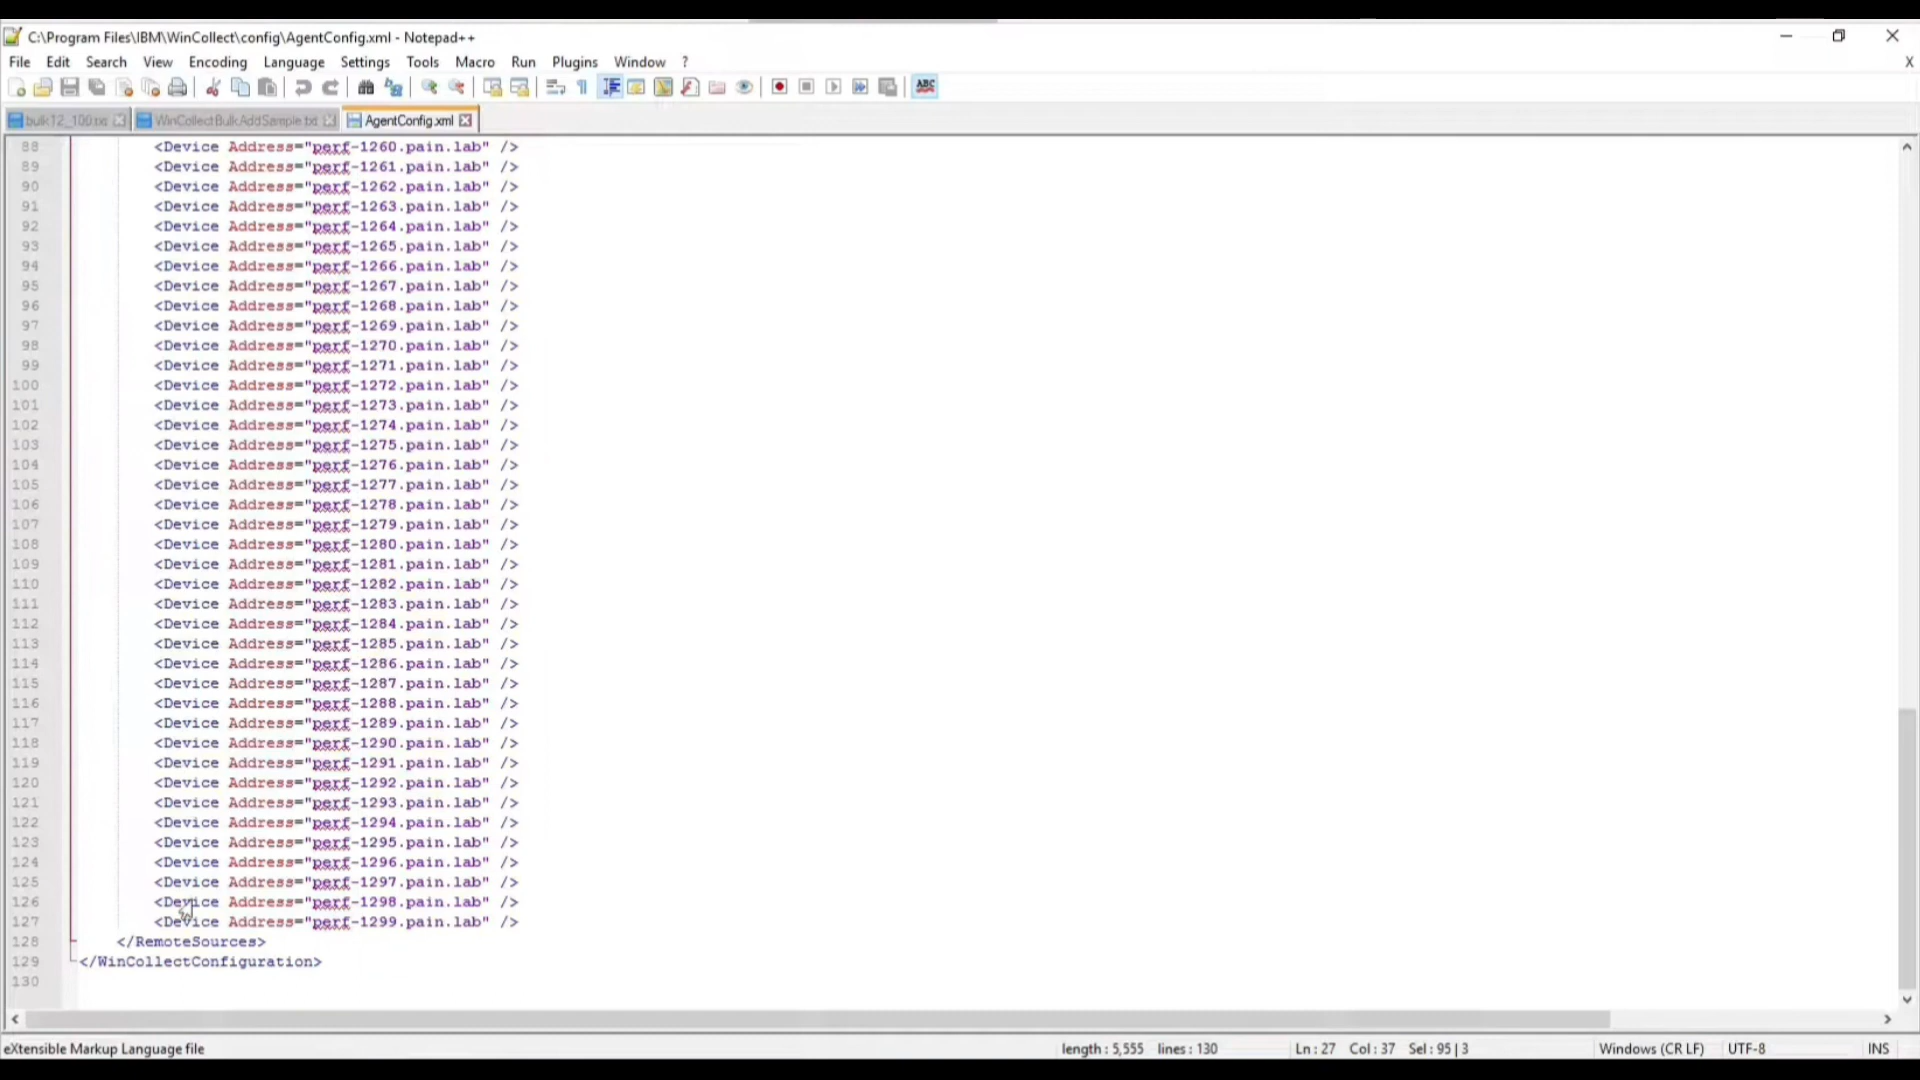 C:\Program Files\IBM\WinCollect\config\AgentConfig.xml - Notepad++
File Edit Search View Encoding Language Settings Tools Macro Run Plugins Window ? X
ABC
bulk12_100.txt WinCollectBulkAddSample.txt AgentConfig.xml
88 <Device Address="perf-1260.pain.lab" />
89 <Device Address="perf-1261.pain.lab" />
90 <Device Address="perf-1262.pain.lab" />
91 <Device Address="perf-1263.pain.lab" />
92 <Device Address="perf-1264.pain.lab" />
93 <Device Address="perf-1265.pain.lab" />
94 <Device Address="perf-1266.pain.lab" />
95 <Device Address="perf-1267.pain.lab" />
96 <Device Address="perf-1268.pain.lab" />
97 <Device Address="perf-1269.pain.lab" />
98 <Device Address="perf-1270.pain.lab" />
99 <Device Address="perf-1271.pain.lab" />
100 <Device Address="perf-1272.pain.lab" />
101 <Device Address="perf-1273.pain.lab" />
102 <Device Address="perf-1274.pain.lab" />
103 <Device Address="perf-1275.pain.lab" />
104 <Device Address="perf-1276.pain.lab" />
105 <Device Address="perf-1277.pain.lab" />
106 <Device Address="perf-1278.pain.lab" />
107 <Device Address="perf-1279.pain.lab" />
108 <Device Address="perf-1280.pain.lab" />
109 <Device Address="perf-1281.pain.lab" />
110 <Device Address="perf-1282.pain.lab" />
111 <Device Address="perf-1283.pain.lab" />
112 <Device Address="perf-1284.pain.lab" />
113 <Device Address="perf-1285.pain.lab" />
114 <Device Address="perf-1286.pain.lab" />
115 <Device Address="perf-1287.pain.lab" />
116 <Device Address="perf-1288.pain.lab" />
117 <Device Address="perf-1289.pain.lab" />
118 <Device Address="perf-1290.pain.lab" />
119 <Device Address="perf-1291.pain.lab" />
120 <Device Address="perf-1292.pain.lab" />
121 <Device Address="perf-1293.pain.lab" />
122 <Device Address="perf-1294.pain.lab" />
123 <Device Address="perf-1295.pain.lab" />
124 <Device Address="perf-1296.pain.lab" />
125 <Device Address="perf-1297.pain.lab" />
126 <Device Address="perf-1298.pain.lab" />
127 <Device Address="perf-1299.pain.lab" />
128 </RemoteSources>
129 </WinCollectConfiguration>
130
eXtensible Markup Language file length : 5,555 lines : 130 Ln : 27 Col : 37 Sel : 95 | 3 Windows (CR LF) UTF-8 INS